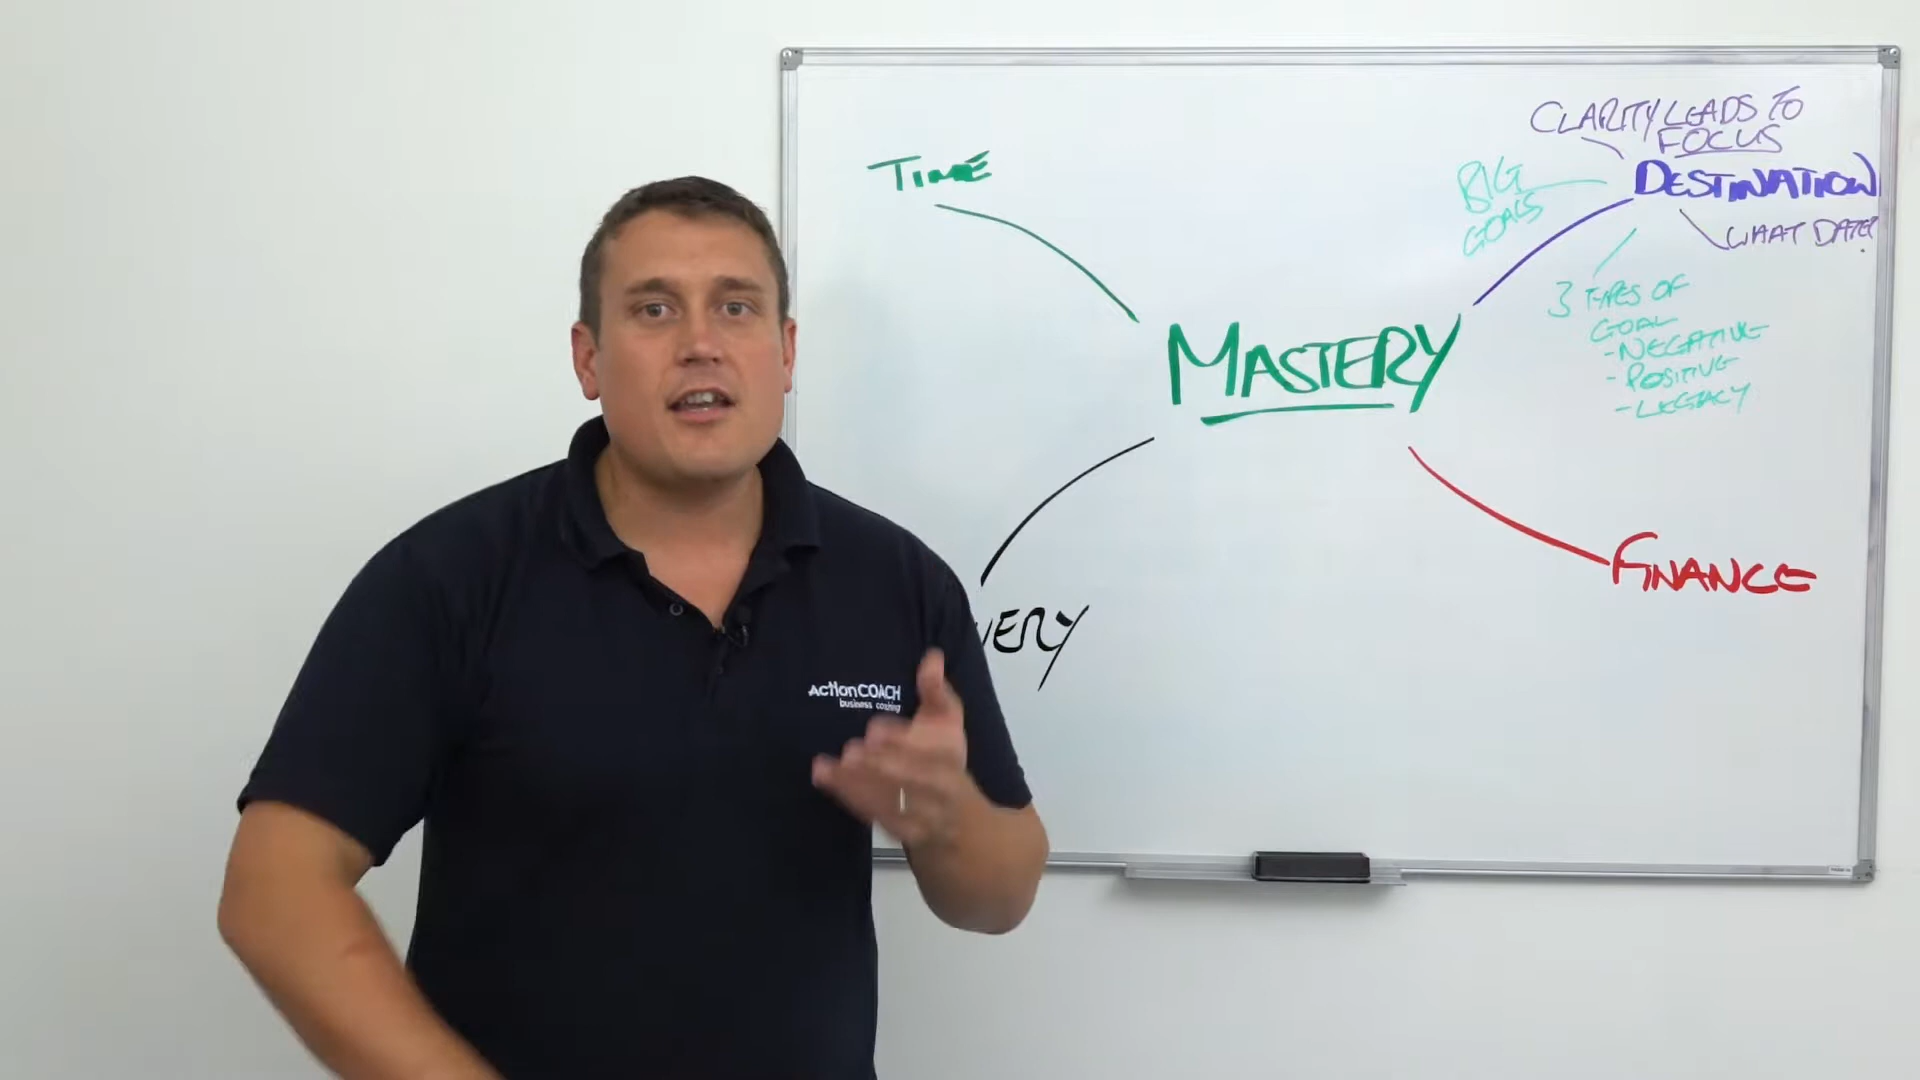 CLARITY LEADS TO
FOCUS
TIME
BIG
GOALS
DESTINATION
WHAT DATE?
3 TYPES OF
GOAL
- NEGATIVE
- POSITIVE
- LEGACY
MASTERY
FINANCE
VERY
ActionCOACH
business coaching